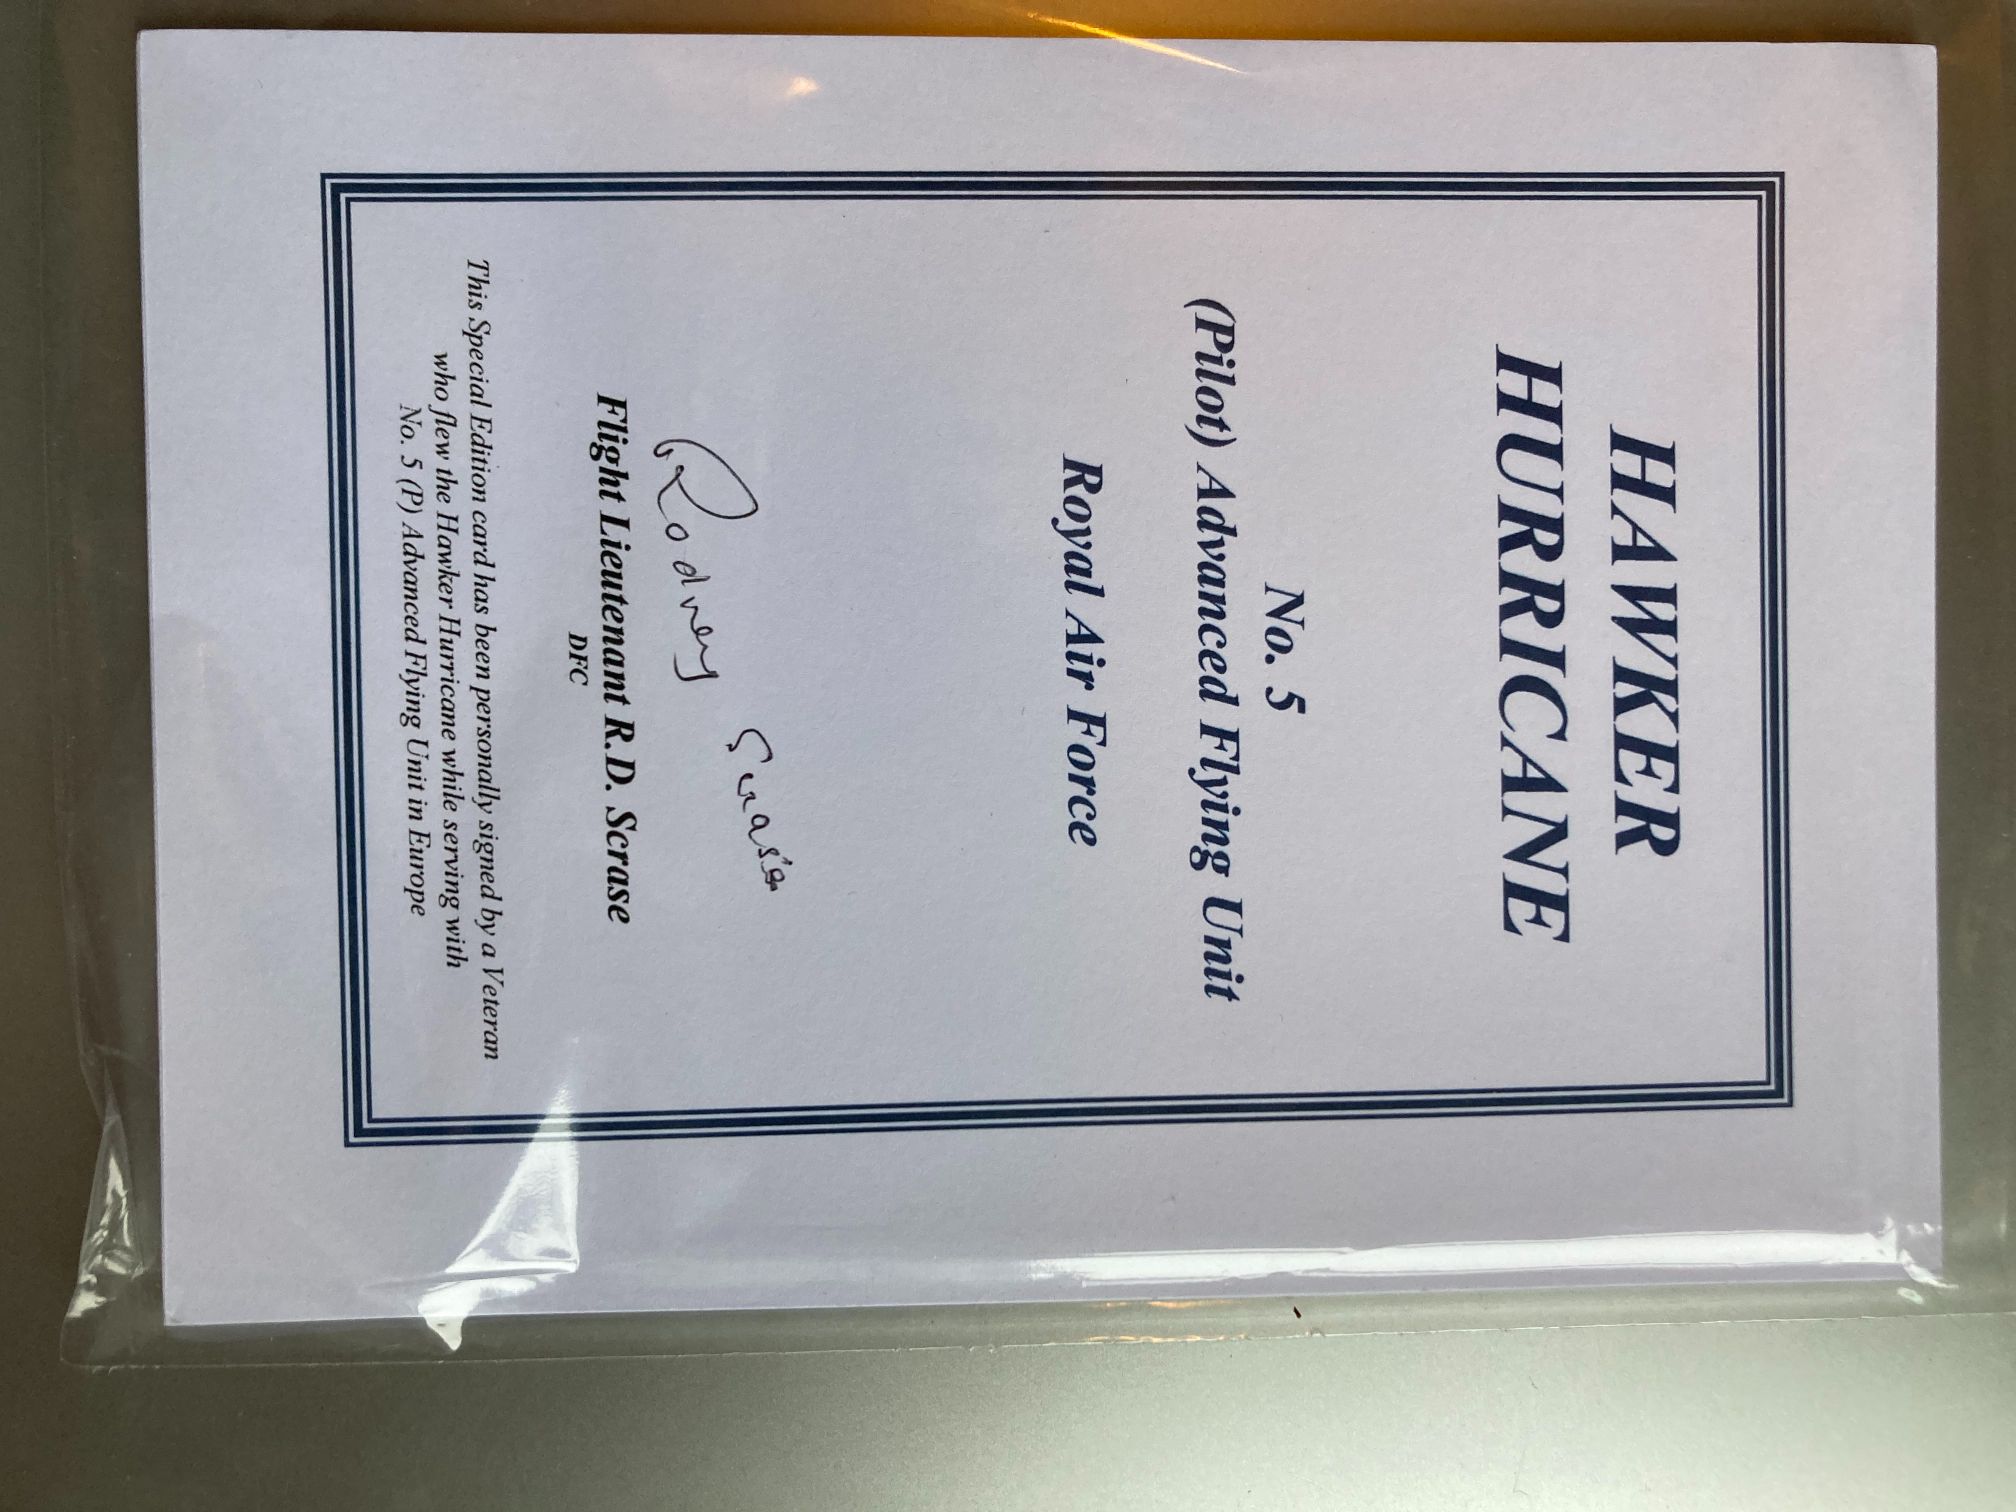 HAWKER
HURRICANE
No. 5
(Pilot) Advanced Flying Unit
Royal Air Force
Rodney Scrase
Flight Lieutenant R.D. Scrase
DFC
This Special Edition card has been personally signed by a Veteran
who flew the Hawker Hurricane while serving with
No. 5 (P) Advanced Flying Unit in Europe